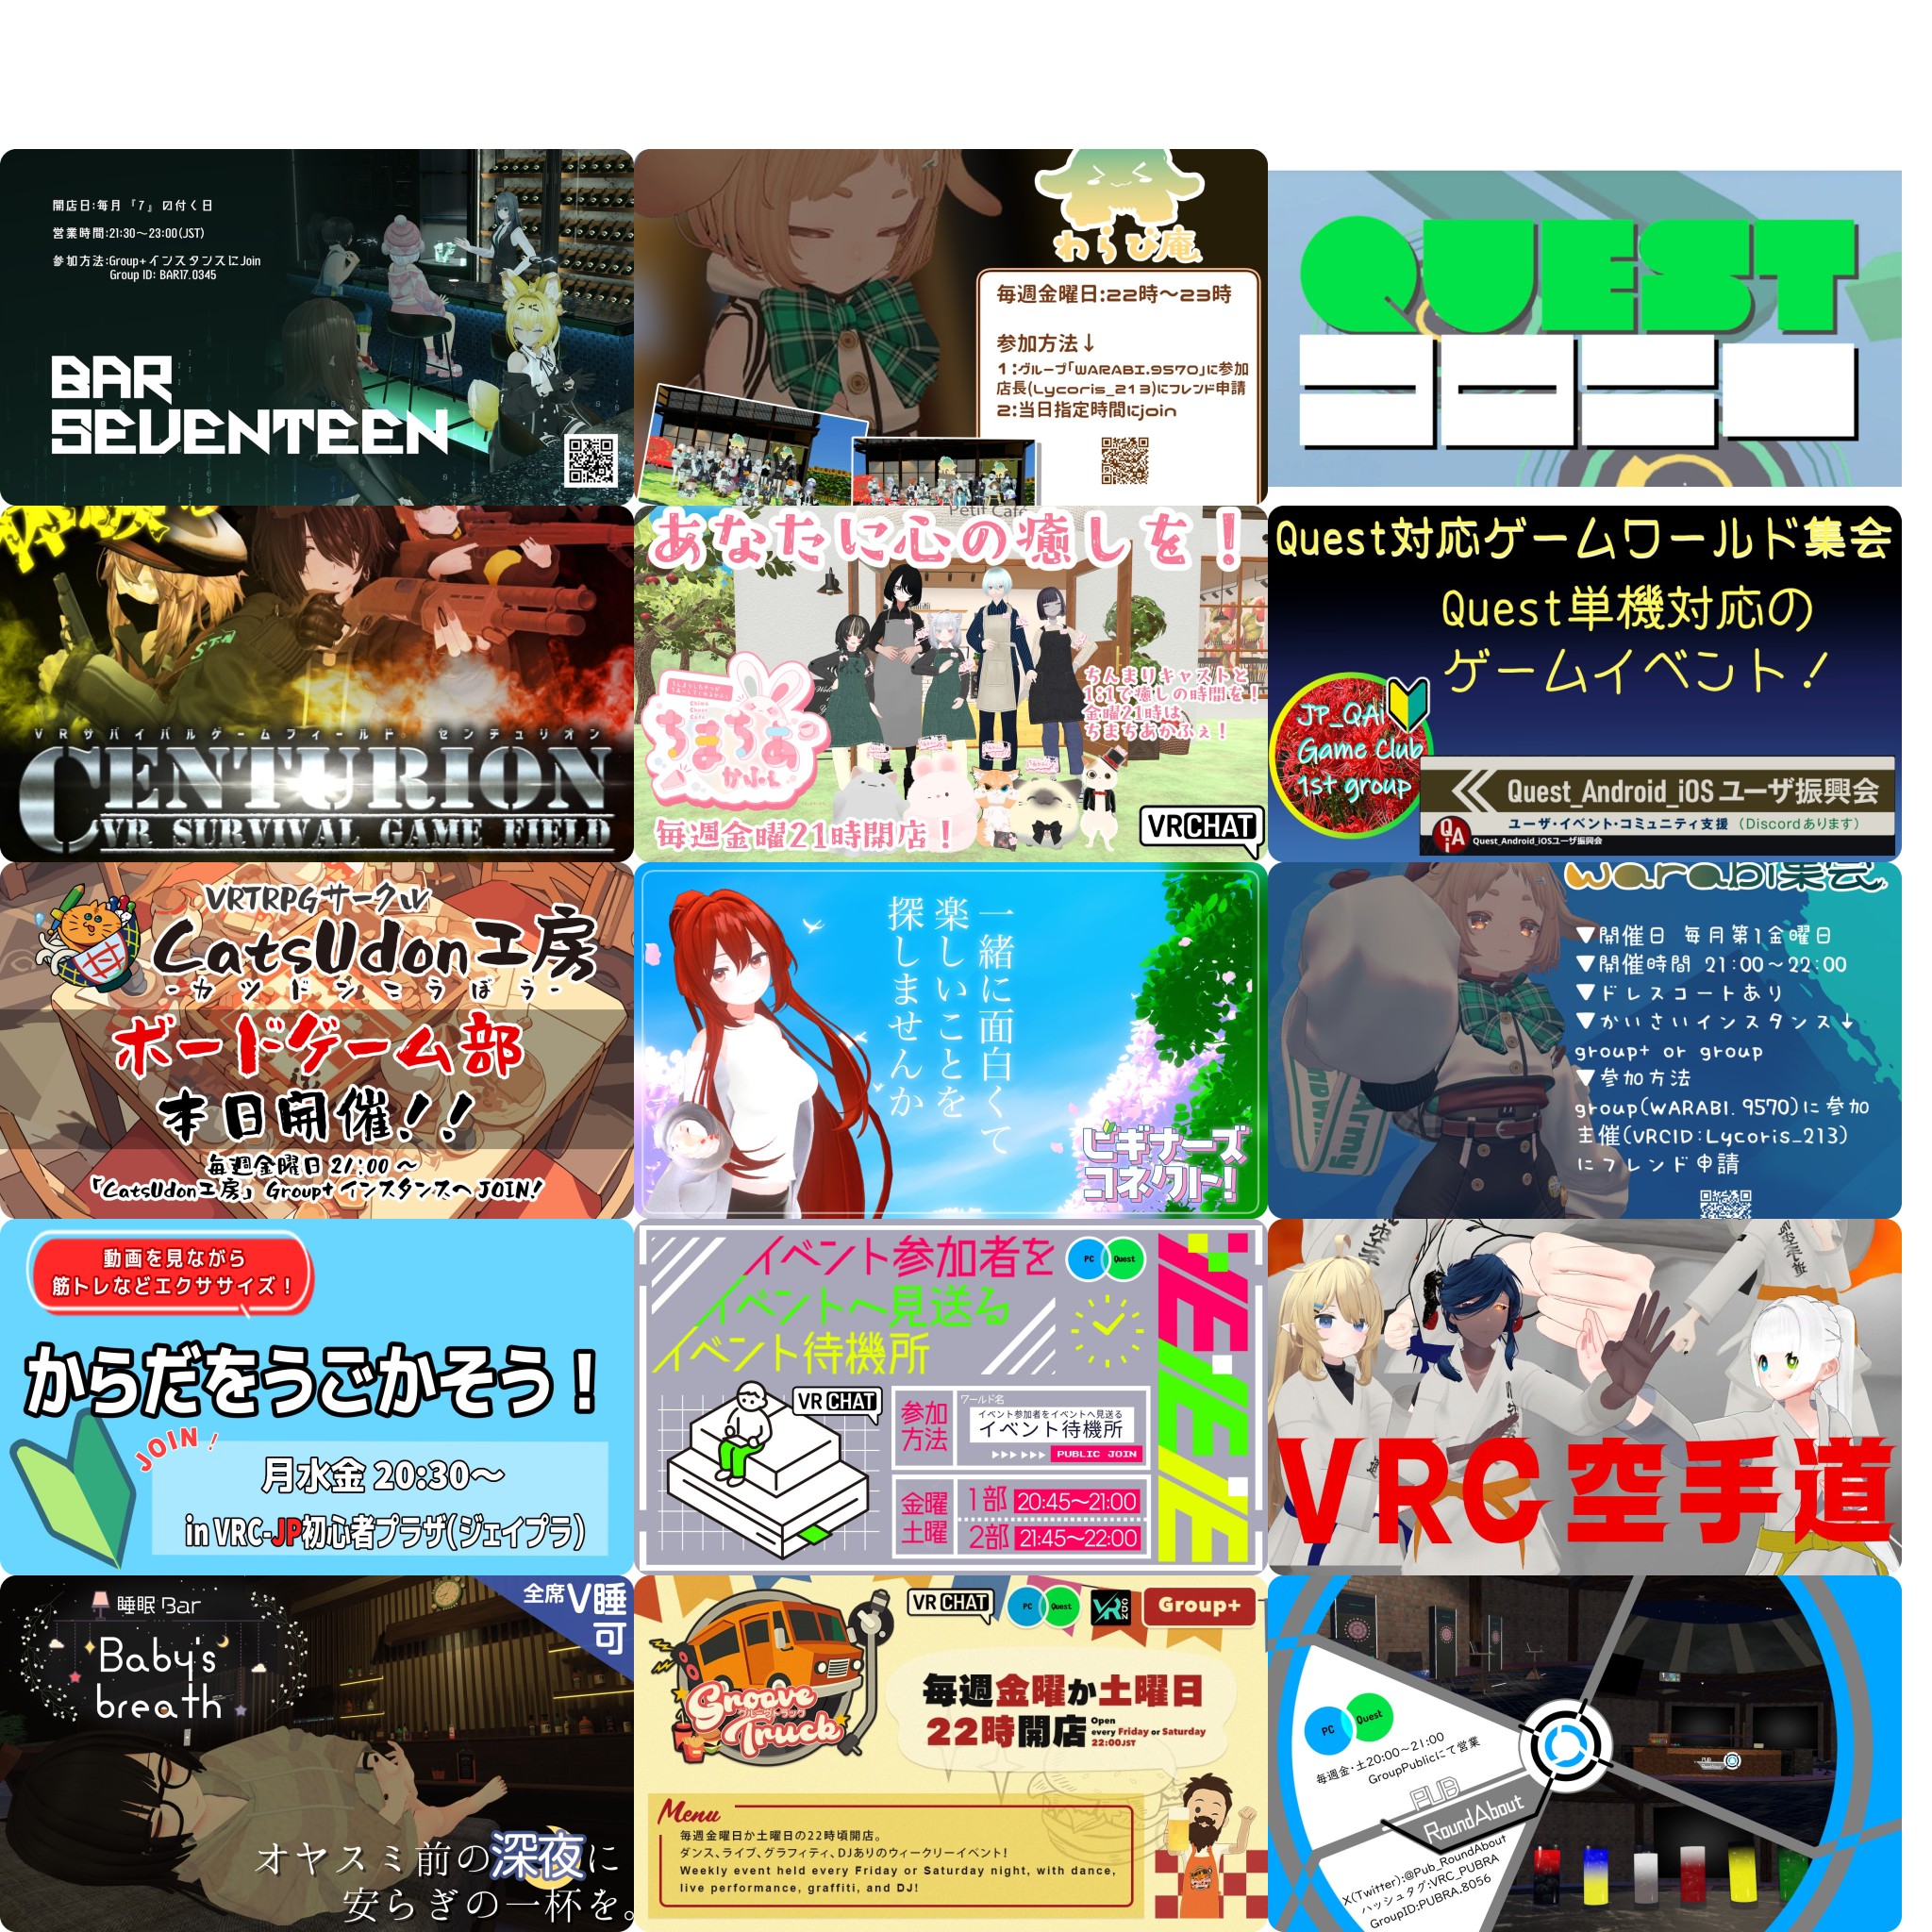 開店日:毎月『7』の付く日
営業時間:21:30～23:00(JST)
参加方法:Group+インスタンスにJoin
Group ID: BAR17.0345
BAR
SEVENTEEN
わらび庵
毎週金曜日:22時～23時
参加方法↓
1:グループ「WARABI.9570」に参加
店長(Lycoris_213)にフレンド申請
2:当日指定時間にjoin
QUEST
コロニー
体験
VRサバイバルゲームフィールド センチュリオン
CENTURION
VR SURVIVAL GAME FIELD
Petit Cafe
あなたに心の癒しを！
ちんまりキャストと
1:1で癒しの時間を！
金曜21時は
ちまちあかふぇ！
ちまちあ
かふぇ
毎週金曜21時開店！
VRCHAT
Quest対応ゲームワールド集会
Quest単機対応の
ゲームイベント！
JP_QAi
Game Club
1st group
Quest_Android_iOSユーザ振興会
ユーザ・イベント・コミュニティ支援（Discordあります）
QAi
Quest_Android_iOSユーザ振興会
VRTRPGサークル
CatsUdon工房
-カツドンこうぼう-
ボードゲーム部
本日開催!!
毎週金曜日 21:00 ～
「CatsUdon工房」 Group+ インスタンスへ JOIN!
一緒に面白くて
楽しいことを
探しませんか
ビギナーズ
コネクト!
warabi集会
▼開催日 毎月第1金曜日
▼開催時間 21:00～22:00
▼ドレスコートあり
▼かいさいインスタンス↓
group+ or group
▼参加方法
group(WARABI.9570)に参加
主催(VRCID:Lycoris_213)
にフレンド申請
動画を見ながら
筋トレなどエクササイズ！
からだをうごかそう！
JOIN!
月水金 20:30～
in VRC-JP初心者プラザ(ジェイプラ)
イベント参加者を
イベントへ見送る
イベント待機所
PC Quest
VRCHAT
参加
方法
ワールド名
イベント参加者をイベントへ見送る
イベント待機所
PUBLIC JOIN
金曜
土曜
1部 20:45～21:00
2部 21:45～22:00
VRC空手道
睡眠Bar
Baby's
breath
全席V睡
可
オヤスミ前の深夜に
安らぎの一杯を。
VRCHAT
PC Quest
Group+
Groove
グルーヴトラック
Truck
毎週金曜か土曜日
22時開店
Open
every Friday or Saturday
22:00JST
Menu
毎週金曜日か土曜日の22時頃開店。
ダンス、ライブ、グラフィティ、DJありのウィークリーイベント!
Weekly event held every Friday or Saturday night, with dance,
live performance, graffiti, and DJ!
PC Quest
毎週金・土20:00～21:00
GroupPublicにて営業
PUB
RoundAbout
X(Twitter):@Pub_RoundAbout
ハッシュタグ:VRC_PUBRA
GroupID:PUBRA.8056